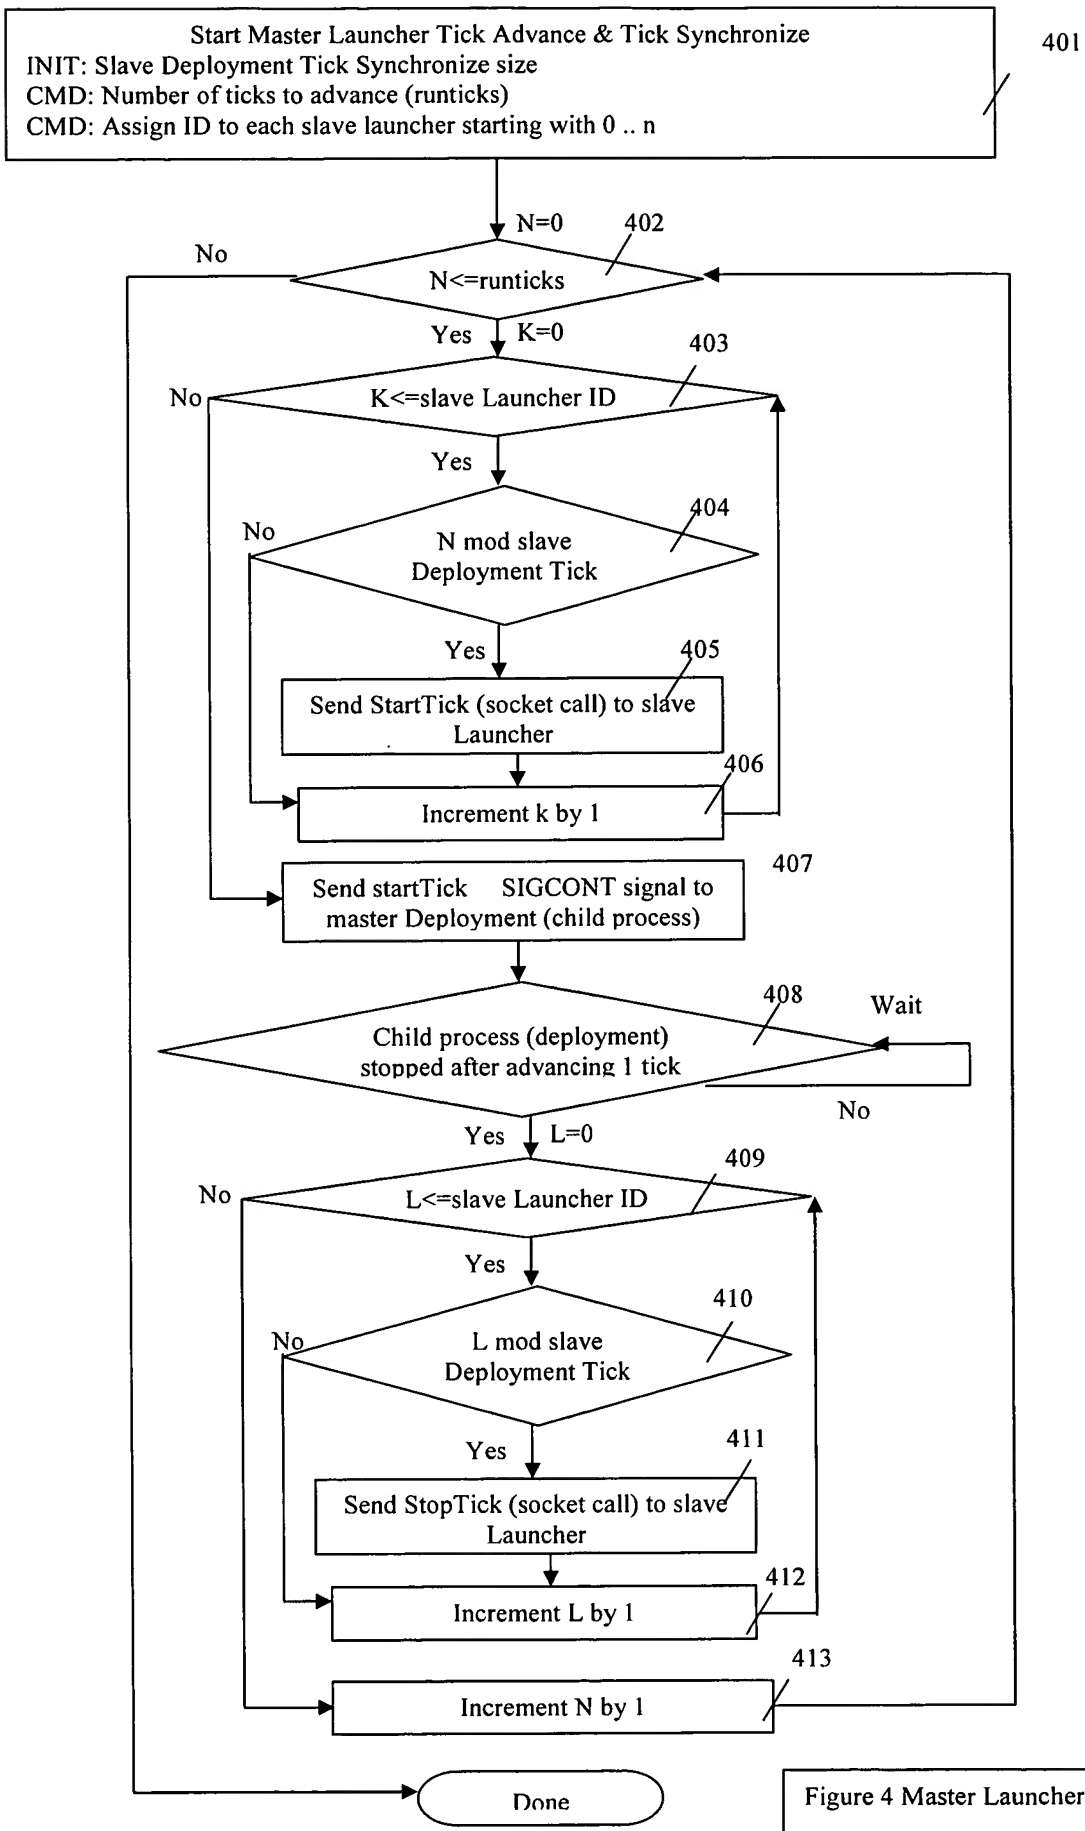 Start Master Launcher Tick Advance & Tick Synchronize
401
INIT: Slave Deployment Tick Synchronize size
CMD: Number of ticks to advance (runticks)
CMD: Assign ID to each slave launcher starting with 0 .. n
N=0
402
No
N<=runticks
Yes
K=0
403
No
K<=slave Launcher ID
Yes
404
No
N mod slave
Deployment Tick
Yes
405
Send StartTick (socket call) to slave
Launcher
406
Increment k by 1
407
Send startTick SIGCONT signal to
master Deployment (child process)
408
Wait
Child process (deployment)
stopped after advancing 1 tick
No
Yes
L=0
409
No
L<=slave Launcher ID
Yes
410
No
L mod slave
Deployment Tick
Yes
411
Send StopTick (socket call) to slave
Launcher
412
Increment L by 1
413
Increment N by 1
Done
Figure 4 Master Launcher